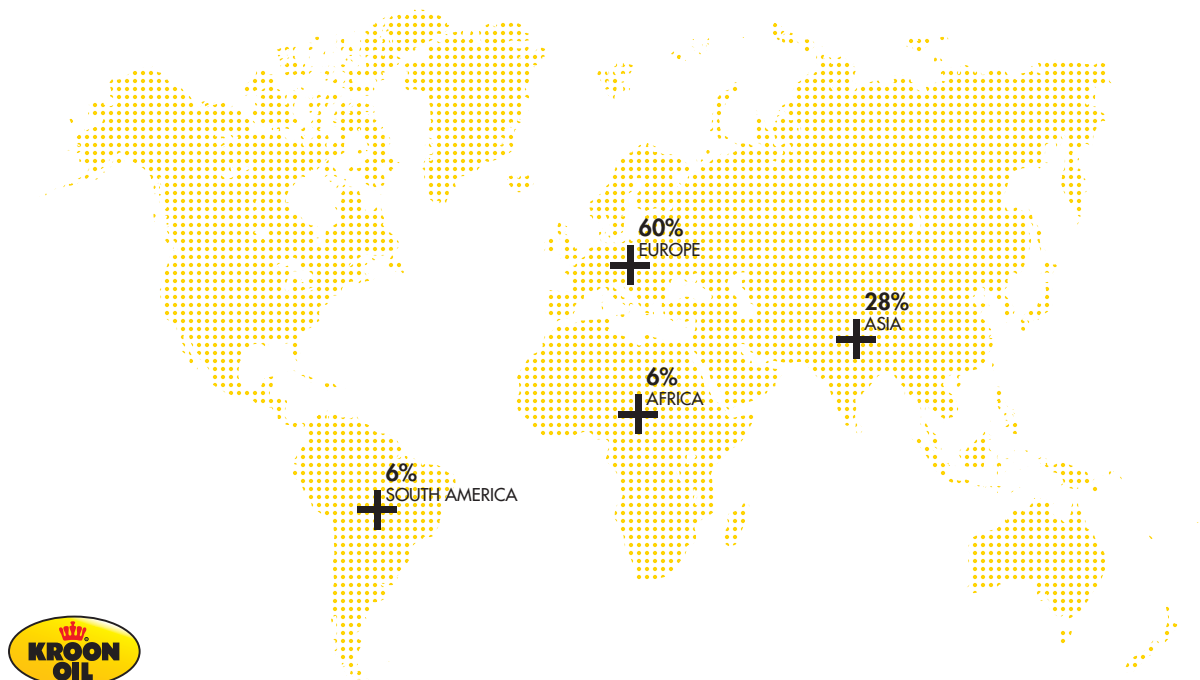 60%
EUROPE
28%
ASIA
6%
AFRICA
6%
SOUTH AMERICA
KROON
OIL